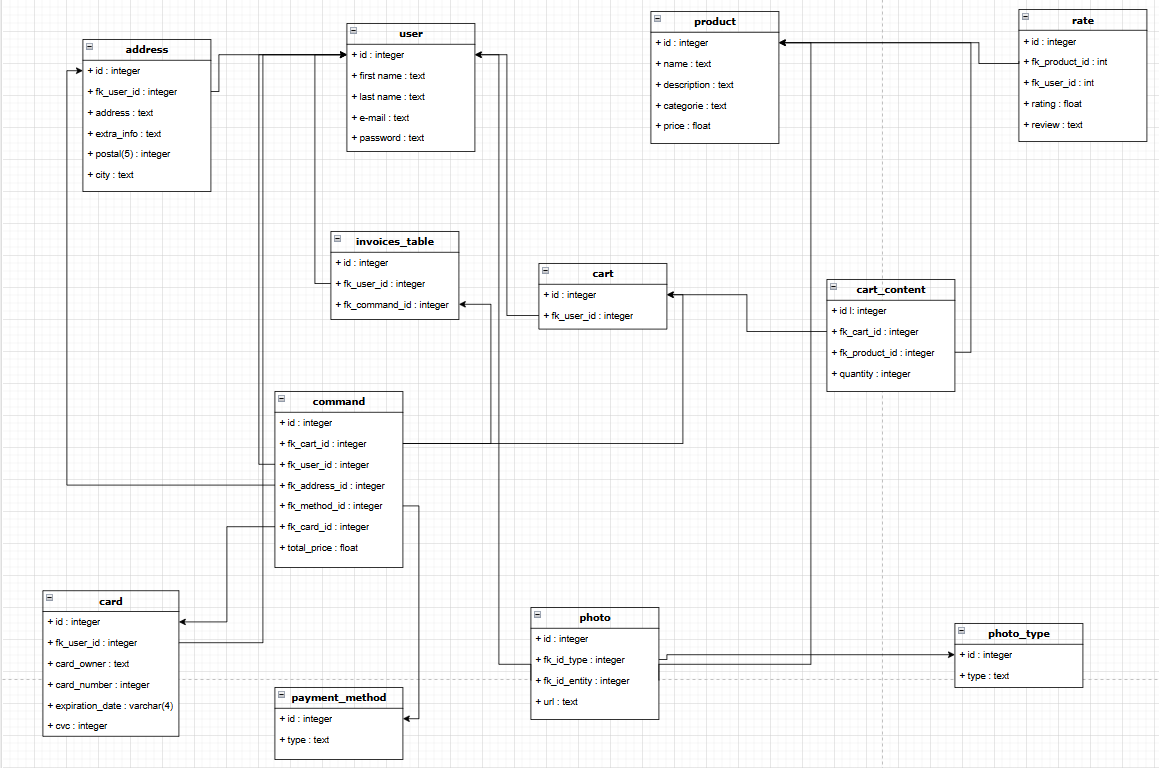 address
+ id : integer
+ fk_user_id : integer
+ address : text
+ extra_info : text
+ postal(5) : integer
+ city : text
user
+ id : integer
+ first name : text
+ last name : text
+ e-mail : text
+ password : text
product
+ id : integer
+ name : text
+ description : text
+ categorie : text
+ price : float
rate
+ id : integer
+ fk_product_id : int
+ fk_user_id : int
+ rating : float
+ review : text
invoices_table
+ id : integer
+ fk_user_id : integer
+ fk_command_id : integer
cart
+ id : integer
+ fk_user_id : integer
cart_content
+ id l: integer
+ fk_cart_id : integer
+ fk_product_id : integer
+ quantity : integer
command
+ id : integer
+ fk_cart_id : integer
+ fk_user_id : integer
+ fk_address_id : integer
+ fk_method_id : integer
+ fk_card_id : integer
+ total_price : float
card
+ id : integer
+ fk_user_id : integer
+ card_owner : text
+ card_number : integer
+ expiration_date : varchar(4)
+ cvc : integer
payment_method
+ id : integer
+ type : text
photo
+ id : integer
+ fk_id_type : integer
+ fk_id_entity : integer
+ url : text
photo_type
+ id : integer
+ type : text